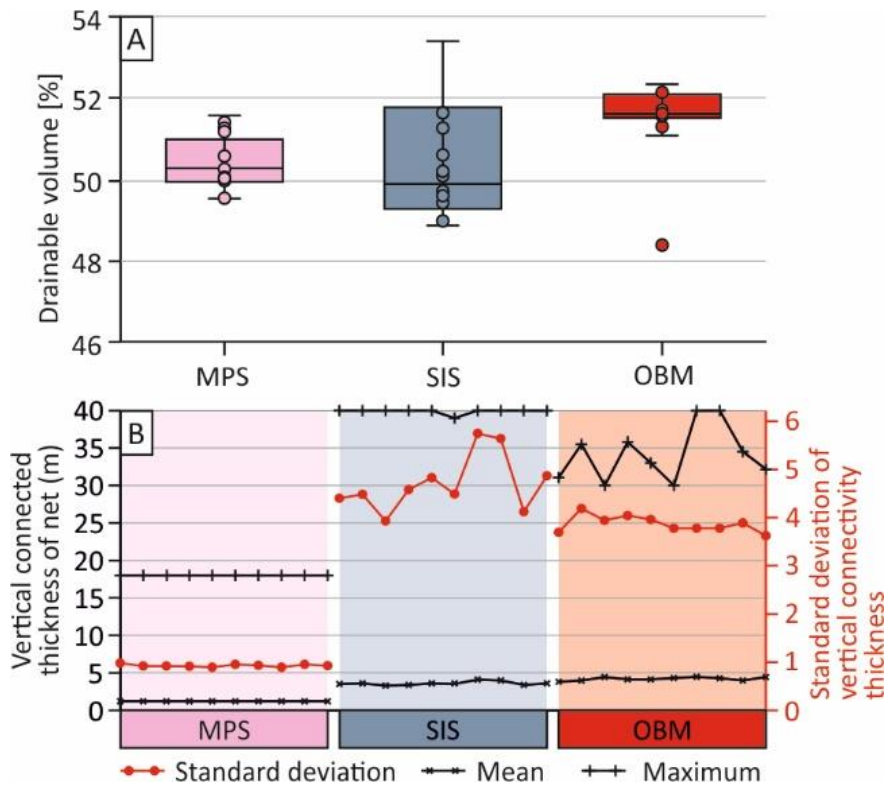 A
Drainable volume [%]
54
52
50
48
46
MPS
SIS
OBM
B
Vertical connected
thickness of net (m)
40
35
30
25
20
15
10
5
0
6
5
4
3
2
1
0
Standard deviation of
vertical connectivity
thickness
MPS
SIS
OBM
Standard deviation
Mean
Maximum